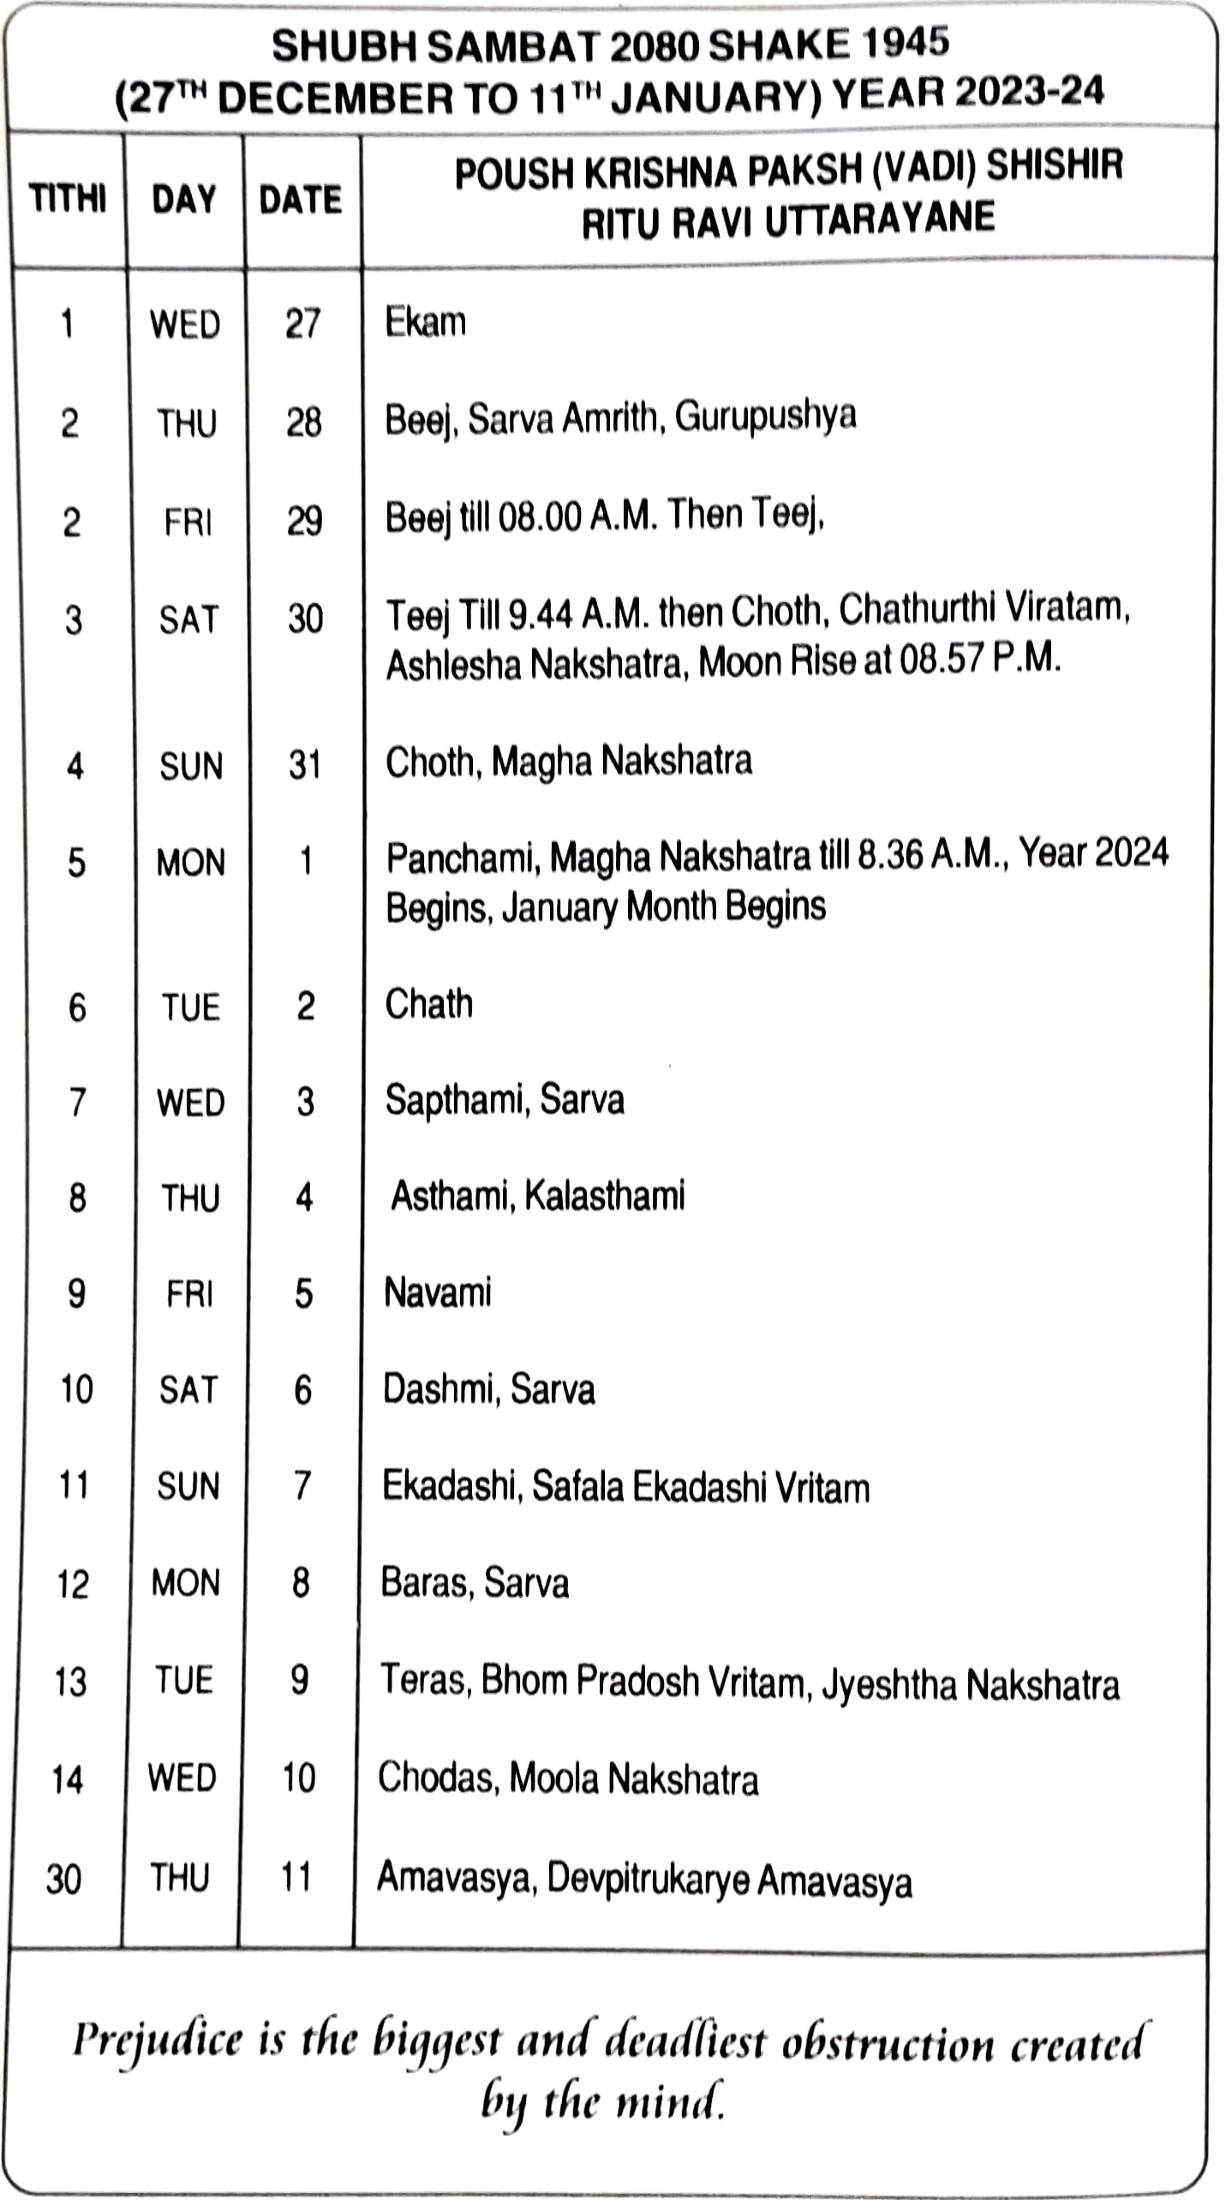 SHUBH SAMBAT 2080 SHAKE 1945
(27TH DECEMBER TO 11TH JANUARY) YEAR 2023-24
TITHI DAY DATE POUSH KRISHNA PAKSH (VADI) SHISHIR
RITU RAVI UTTARAYANE
1 WED 27 Ekam
2 THU 28 Beej, Sarva Amrith, Gurupushya
2 FRI 29 Beej till 08.00 A.M. Then Teej,
3 SAT 30 Teej Till 9.44 A.M. then Choth, Chathurthi Viratam,
Ashlesha Nakshatra, Moon Rise at 08.57 P.M.
4 SUN 31 Choth, Magha Nakshatra
5 MON 1 Panchami, Magha Nakshatra till 8.36 A.M., Year 2024
Begins, January Month Begins
6 TUE 2 Chath
7 WED 3 Sapthami, Sarva
8 THU 4 Asthami, Kalasthami
9 FRI 5 Navami
10 SAT 6 Dashmi, Sarva
11 SUN 7 Ekadashi, Safala Ekadashi Vritam
12 MON 8 Baras, Sarva
13 TUE 9 Teras, Bhom Pradosh Vritam, Jyeshtha Nakshatra
14 WED 10 Chodas, Moola Nakshatra
30 THU 11 Amavasya, Devpitrukarye Amavasya
Prejudice is the biggest and deadliest obstruction created
by the mind.